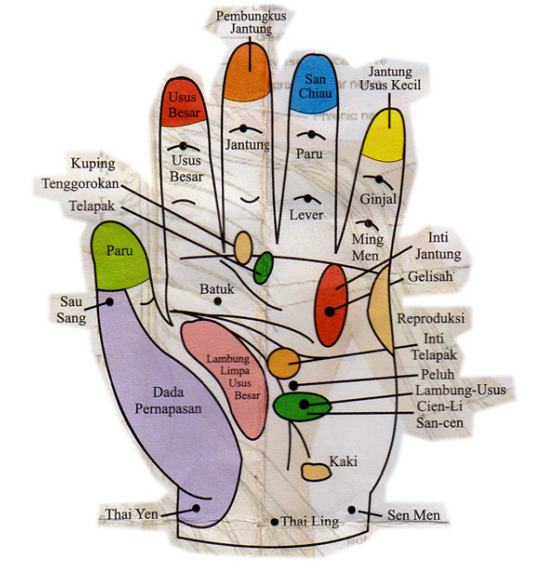 Pembungkus
Jantung
San
Chiau
Jantung
Usus Kecil
Usus
Besar
Usus
Besar
Jantung
Paru
Ginjal
Lever
Ming
Men
Kuping
Tenggorokan
Telapak
Paru
Sau
Sang
Batuk
Inti
Jantung
Gelisah
Reproduksi
Inti
Telapak
Peluh
Lambung-Usus
Cien-Li
San-cen
Lambung
Limpa
Usus
Besar
Dada
Pernapasan
Kaki
Thai Yen
Thai Ling
Sen Men